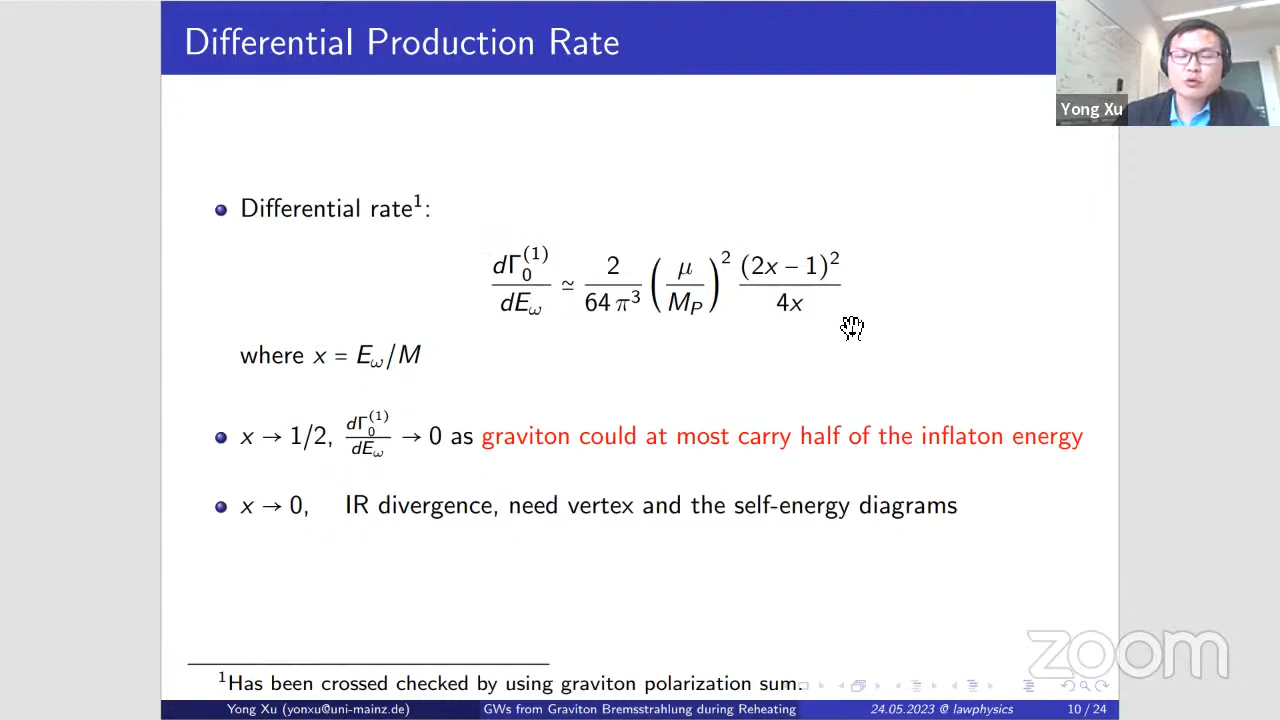 Differential Production Rate
Yong Xu
Differential rate¹:
dΓ₀⁽¹⁾/dE_ω ≃ 2/(64 π³) (μ/M_P)² (2x − 1)²/(4x)
where x = E_ω/M
x → 1/2, dΓ₀⁽¹⁾/dE_ω → 0 as graviton could at most carry half of the inflaton energy
x → 0, IR divergence, need vertex and the self-energy diagrams
zoom
¹Has been crossed checked by using graviton polarization sum.
Yong Xu (yonxu@uni-mainz.de) GWs from Graviton Bremsstrahlung during Reheating 24.05.2023 @ lawphysics 10 / 24